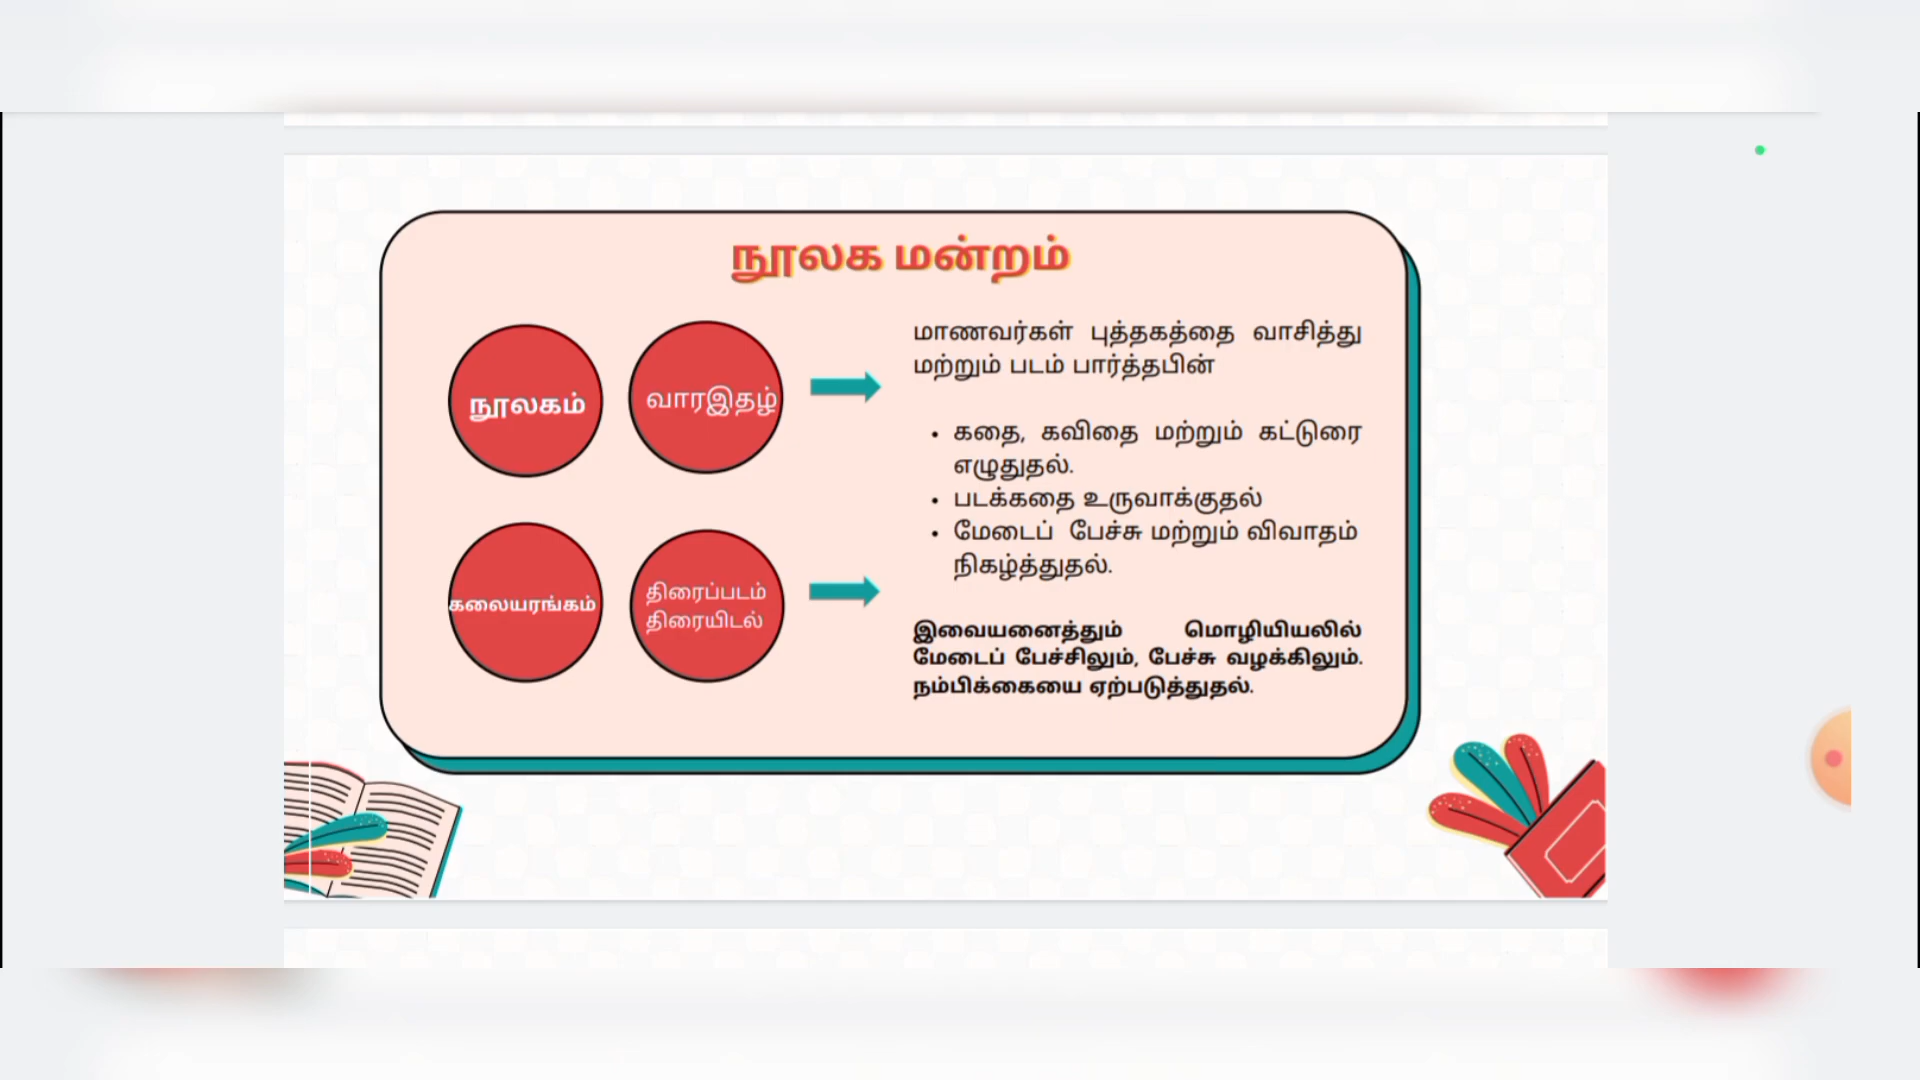 நூலக மன்றம்
நூலகம்
வாரஇதழ்
கலையரங்கம்
திரைப்படம்
திரையிடல்
மாணவர்கள் புத்தகத்தை வாசித்து
மற்றும் படம் பார்த்தபின்
• கதை, கவிதை மற்றும் கட்டுரை
எழுதுதல்.
• படக்கதை உருவாக்குதல்
• மேடைப் பேச்சு மற்றும் விவாதம்
நிகழ்த்துதல்.
இவையனைத்தும் மொழியியலில்
மேடைப் பேச்சிலும், பேச்சு வழக்கிலும்.
நம்பிக்கையை ஏற்படுத்துதல்.